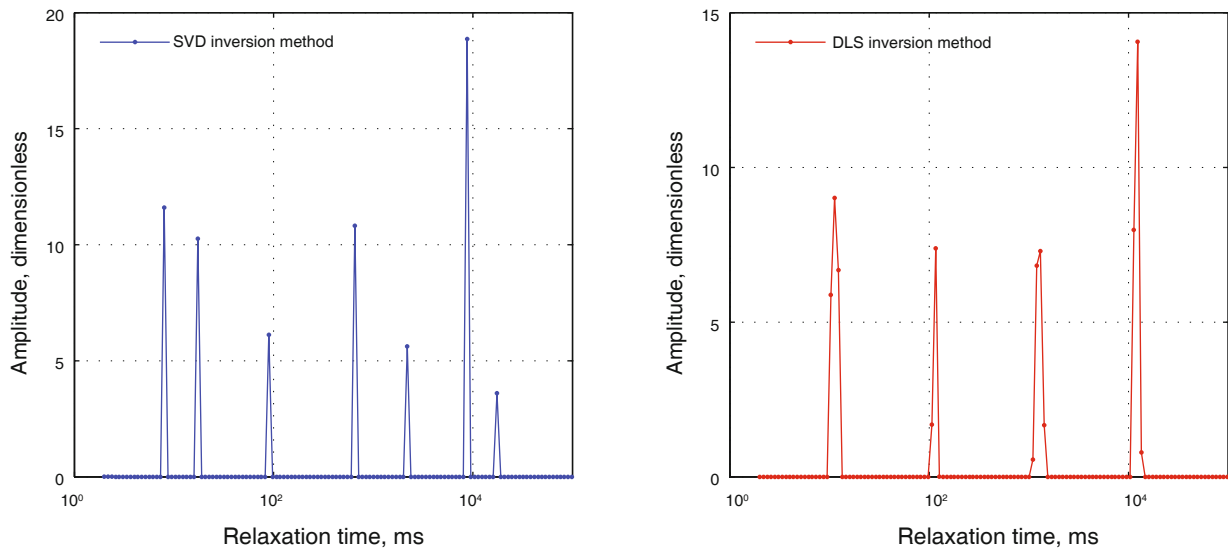 SVD inversion method
20
15
10
5
0
Amplitude, dimensionless
10⁰
10²
10⁴
Relaxation time, ms
DLS inversion method
15
10
5
0
Amplitude, dimensionless
10⁰
10²
10⁴
Relaxation time, ms